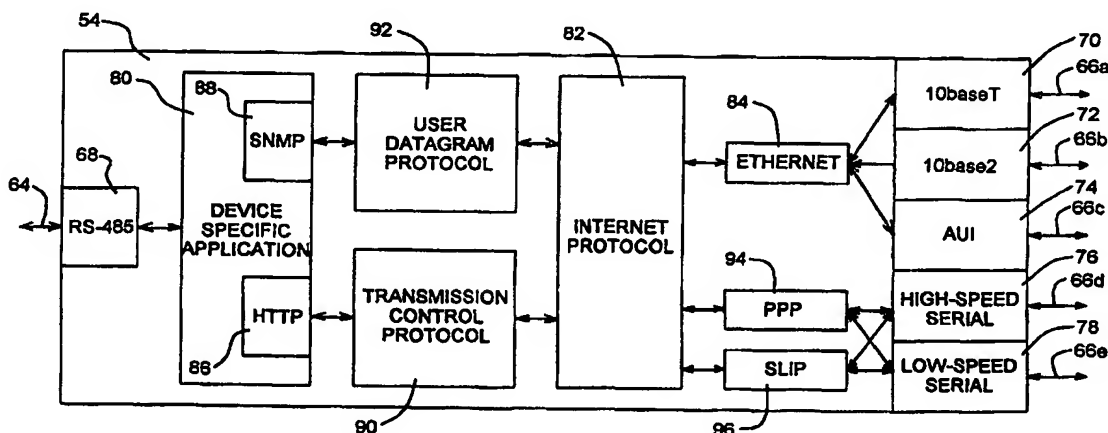 54
92
82
70
80
88
SNMP
USER
DATAGRAM
PROTOCOL
84
ETHERNET
10baseT
66a
72
10base2
66b
74
64
68
RS-485
DEVICE
SPECIFIC
APPLICATION
INTERNET
PROTOCOL
AUI
66c
76
HTTP
86
TRANSMISSION
CONTROL
PROTOCOL
94
PPP
HIGH-SPEED
SERIAL
66d
78
SLIP
LOW-SPEED
SERIAL
66e
90
96